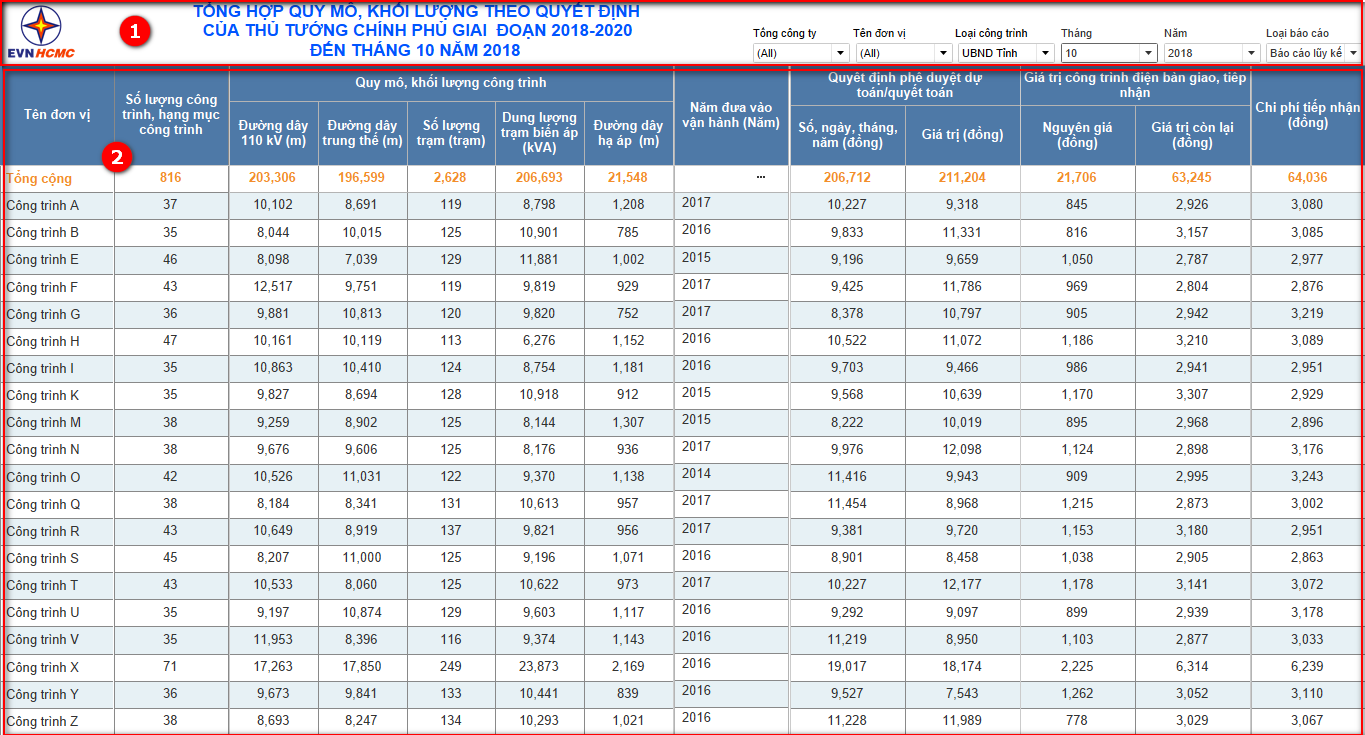 TỔNG HỢP QUY MÔ, KHỐI LƯỢNG THEO QUYẾT ĐỊNH
CỦA THỦ TƯỚNG CHÍNH PHỦ GIAI ĐOẠN 2018-2020
ĐẾN THÁNG 10 NĂM 2018
EVNHCMC
1
Tổng công ty Tên đơn vị Loại công trình Tháng Năm Loại báo cáo
(All) (All) UBND Tỉnh 10 2018 Báo cáo lũy kế
2
Tên đơn vị
Số lượng công
trình, hạng mục
công trình
Quy mô, khối lượng công trình
Đường dây
110 kV (m)
Đường dây
trung thế (m)
Số lượng
trạm (trạm)
Dung lượng
trạm biến áp
(kVA)
Đường dây
hạ áp (m)
Năm đưa vào
vận hành (Năm)
Quyết định phê duyệt dự
toán/quyết toán
Số, ngày, tháng,
năm (đồng)
Giá trị (đồng)
Giá trị công trình điện bàn giao, tiếp
nhận
Nguyên giá
(đồng)
Giá trị còn lại
(đồng)
Chi phí tiếp nhận
(đồng)
Tổng cộng 816 203,306 196,599 2,628 206,693 21,548 ... 206,712 211,204 21,706 63,245 64,036
Công trình A 37 10,102 8,691 119 8,798 1,208 2017 10,227 9,318 845 2,926 3,080
Công trình B 35 8,044 10,015 125 10,901 785 2016 9,833 11,331 816 3,157 3,085
Công trình E 46 8,098 7,039 129 11,881 1,002 2015 9,196 9,659 1,050 2,787 2,977
Công trình F 43 12,517 9,751 119 9,819 929 2017 9,425 11,786 969 2,804 2,876
Công trình G 36 9,881 10,813 120 9,820 752 2017 8,378 10,797 905 2,942 3,219
Công trình H 47 10,161 10,119 113 6,276 1,152 2016 10,522 11,072 1,186 3,210 3,089
Công trình I 35 10,863 10,410 124 8,754 1,181 2016 9,703 9,466 986 2,941 2,951
Công trình K 35 9,827 8,694 128 10,918 912 2015 9,568 10,639 1,170 3,307 2,929
Công trình M 38 9,259 8,902 125 8,144 1,307 2015 8,222 10,019 895 2,968 2,896
Công trình N 38 9,676 9,606 125 8,176 936 2017 9,976 12,098 1,124 2,898 3,176
Công trình O 42 10,526 11,031 122 9,370 1,138 2014 11,416 9,943 909 2,995 3,243
Công trình Q 38 8,184 8,341 131 10,613 957 2017 11,454 8,968 1,215 2,873 3,002
Công trình R 43 10,649 8,919 137 9,821 956 2017 9,381 9,720 1,153 3,180 2,951
Công trình S 45 8,207 11,000 125 9,196 1,071 2016 8,901 8,458 1,038 2,905 2,863
Công trình T 43 10,533 8,060 125 10,622 973 2017 10,227 12,177 1,178 3,141 3,072
Công trình U 35 9,197 10,874 129 9,603 1,117 2016 9,292 9,097 899 2,939 3,178
Công trình V 35 11,953 8,396 116 9,374 1,143 2016 11,219 8,950 1,103 2,877 3,033
Công trình X 71 17,263 17,850 249 23,873 2,169 2016 19,017 18,174 2,225 6,314 6,239
Công trình Y 36 9,673 9,841 133 10,441 839 2016 9,527 7,543 1,262 3,052 3,110
Công trình Z 38 8,693 8,247 134 10,293 1,021 2016 11,228 11,989 778 3,029 3,067